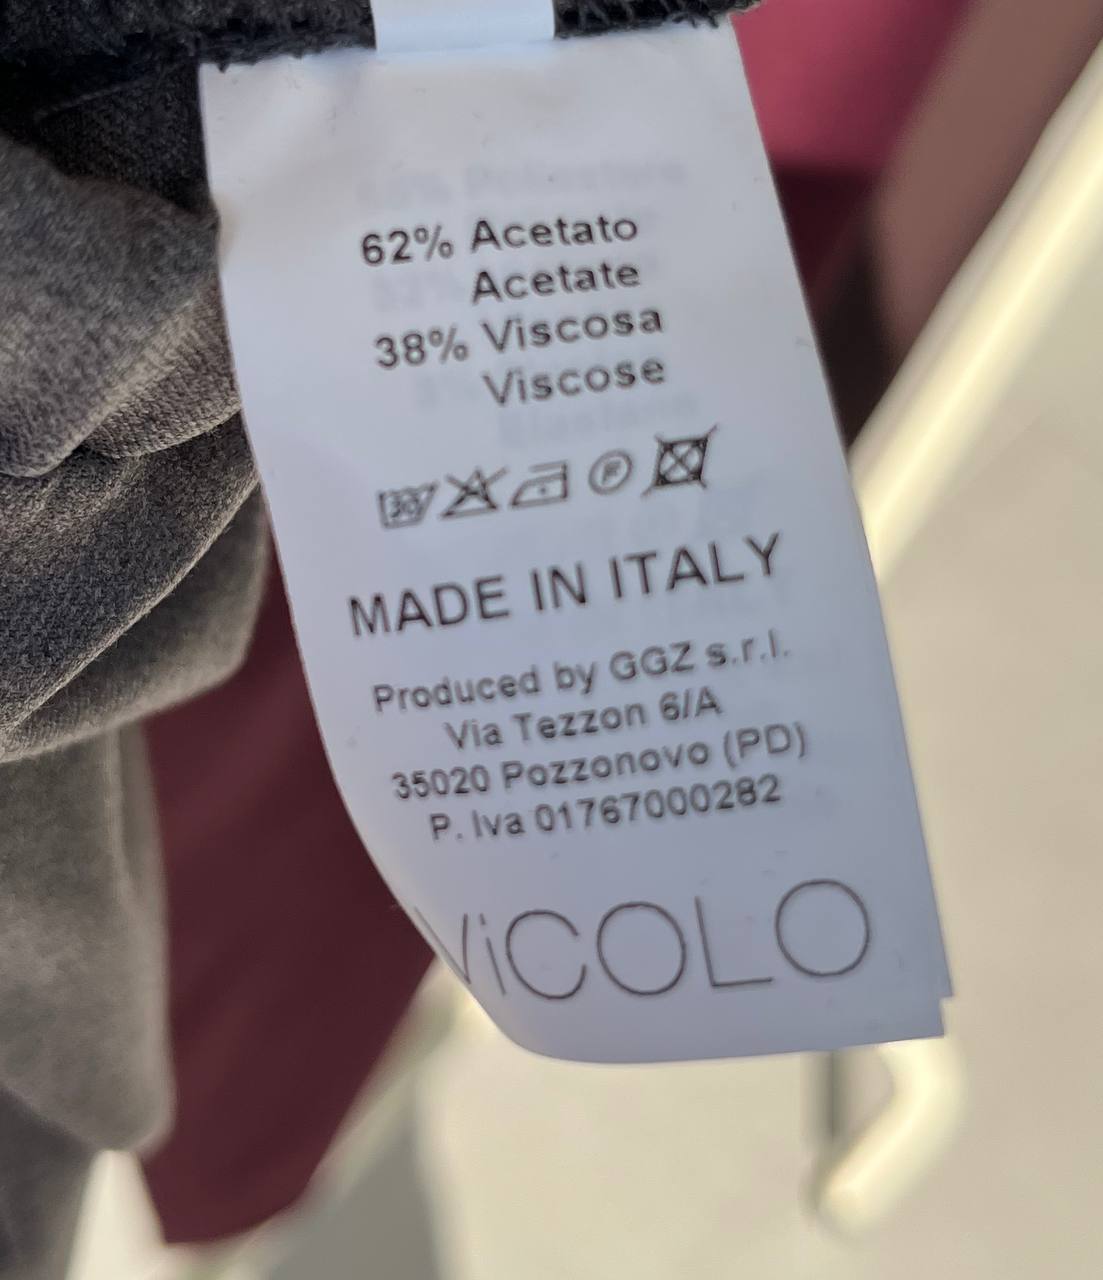 62% Acetato
Acetate
38% Viscosa
Viscose
30 P
MADE IN ITALY
Produced by GGZ s.r.l.
Via Tezzon 6/A
35020 Pozzonovo (PD)
P. Iva 01767000282
ViCOLO